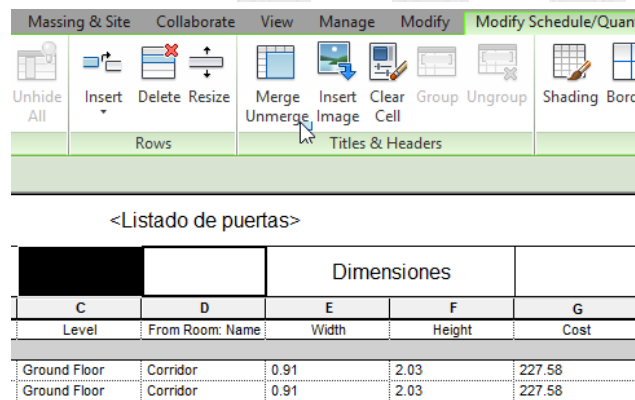 Massing & Site Collaborate View Manage Modify Modify Schedule/Quan
Unhide All Insert Delete Resize Merge Unmerge Insert Image Clear Cell Group Ungroup Shading Bord
Rows Titles & Headers
<Listado de puertas>
Dimensiones
C D E F G
Level From Room: Name Width Height Cost
Ground Floor Corridor 0.91 2.03 227.58
Ground Floor Corridor 0.91 2.03 227.58